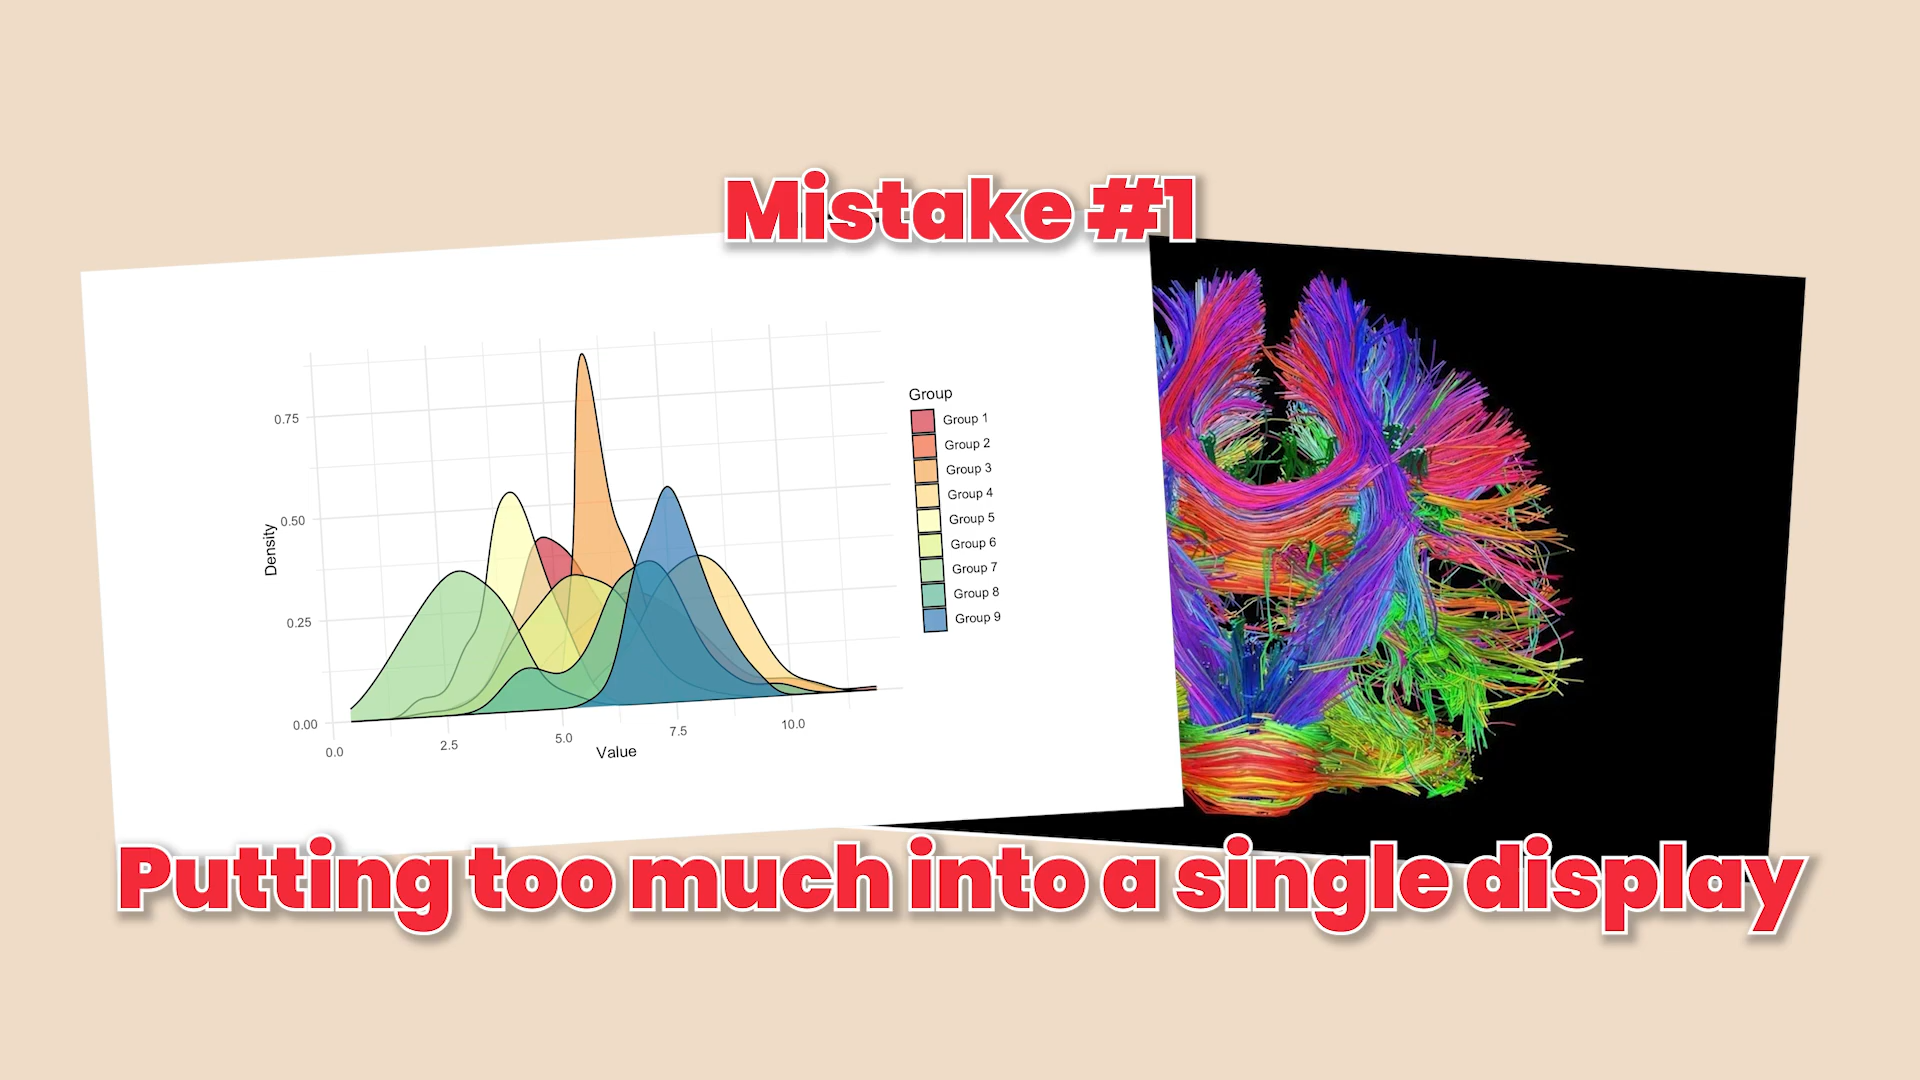 Mistake #1
Group
Group 1
Group 2
Group 3
Group 4
Group 5
Group 6
Group 7
Group 8
Group 9
0.75
0.50
0.25
0.00
Density
0.0
2.5
5.0
7.5
10.0
Value
Putting too much into a single display